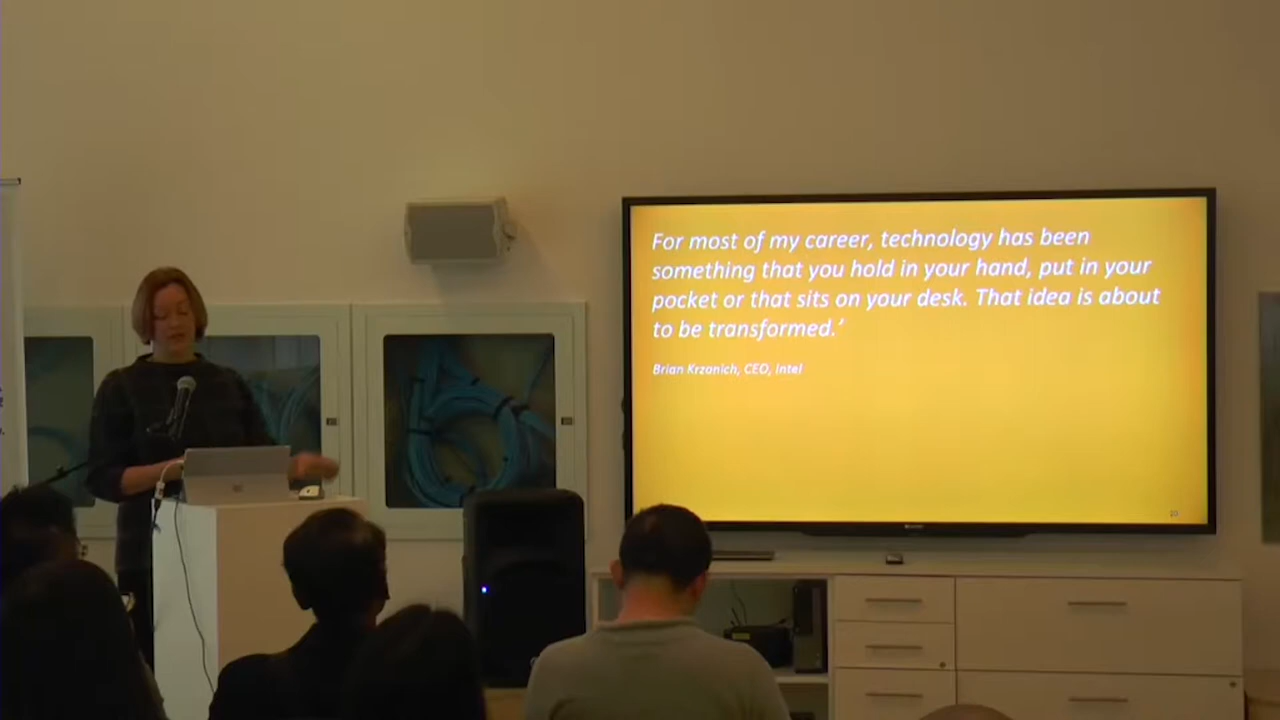 For most of my career, technology has been
something that you hold in your hand, put in your
pocket or that sits on your desk. That idea is about
to be transformed.'
Brian Krzanich, CEO, Intel